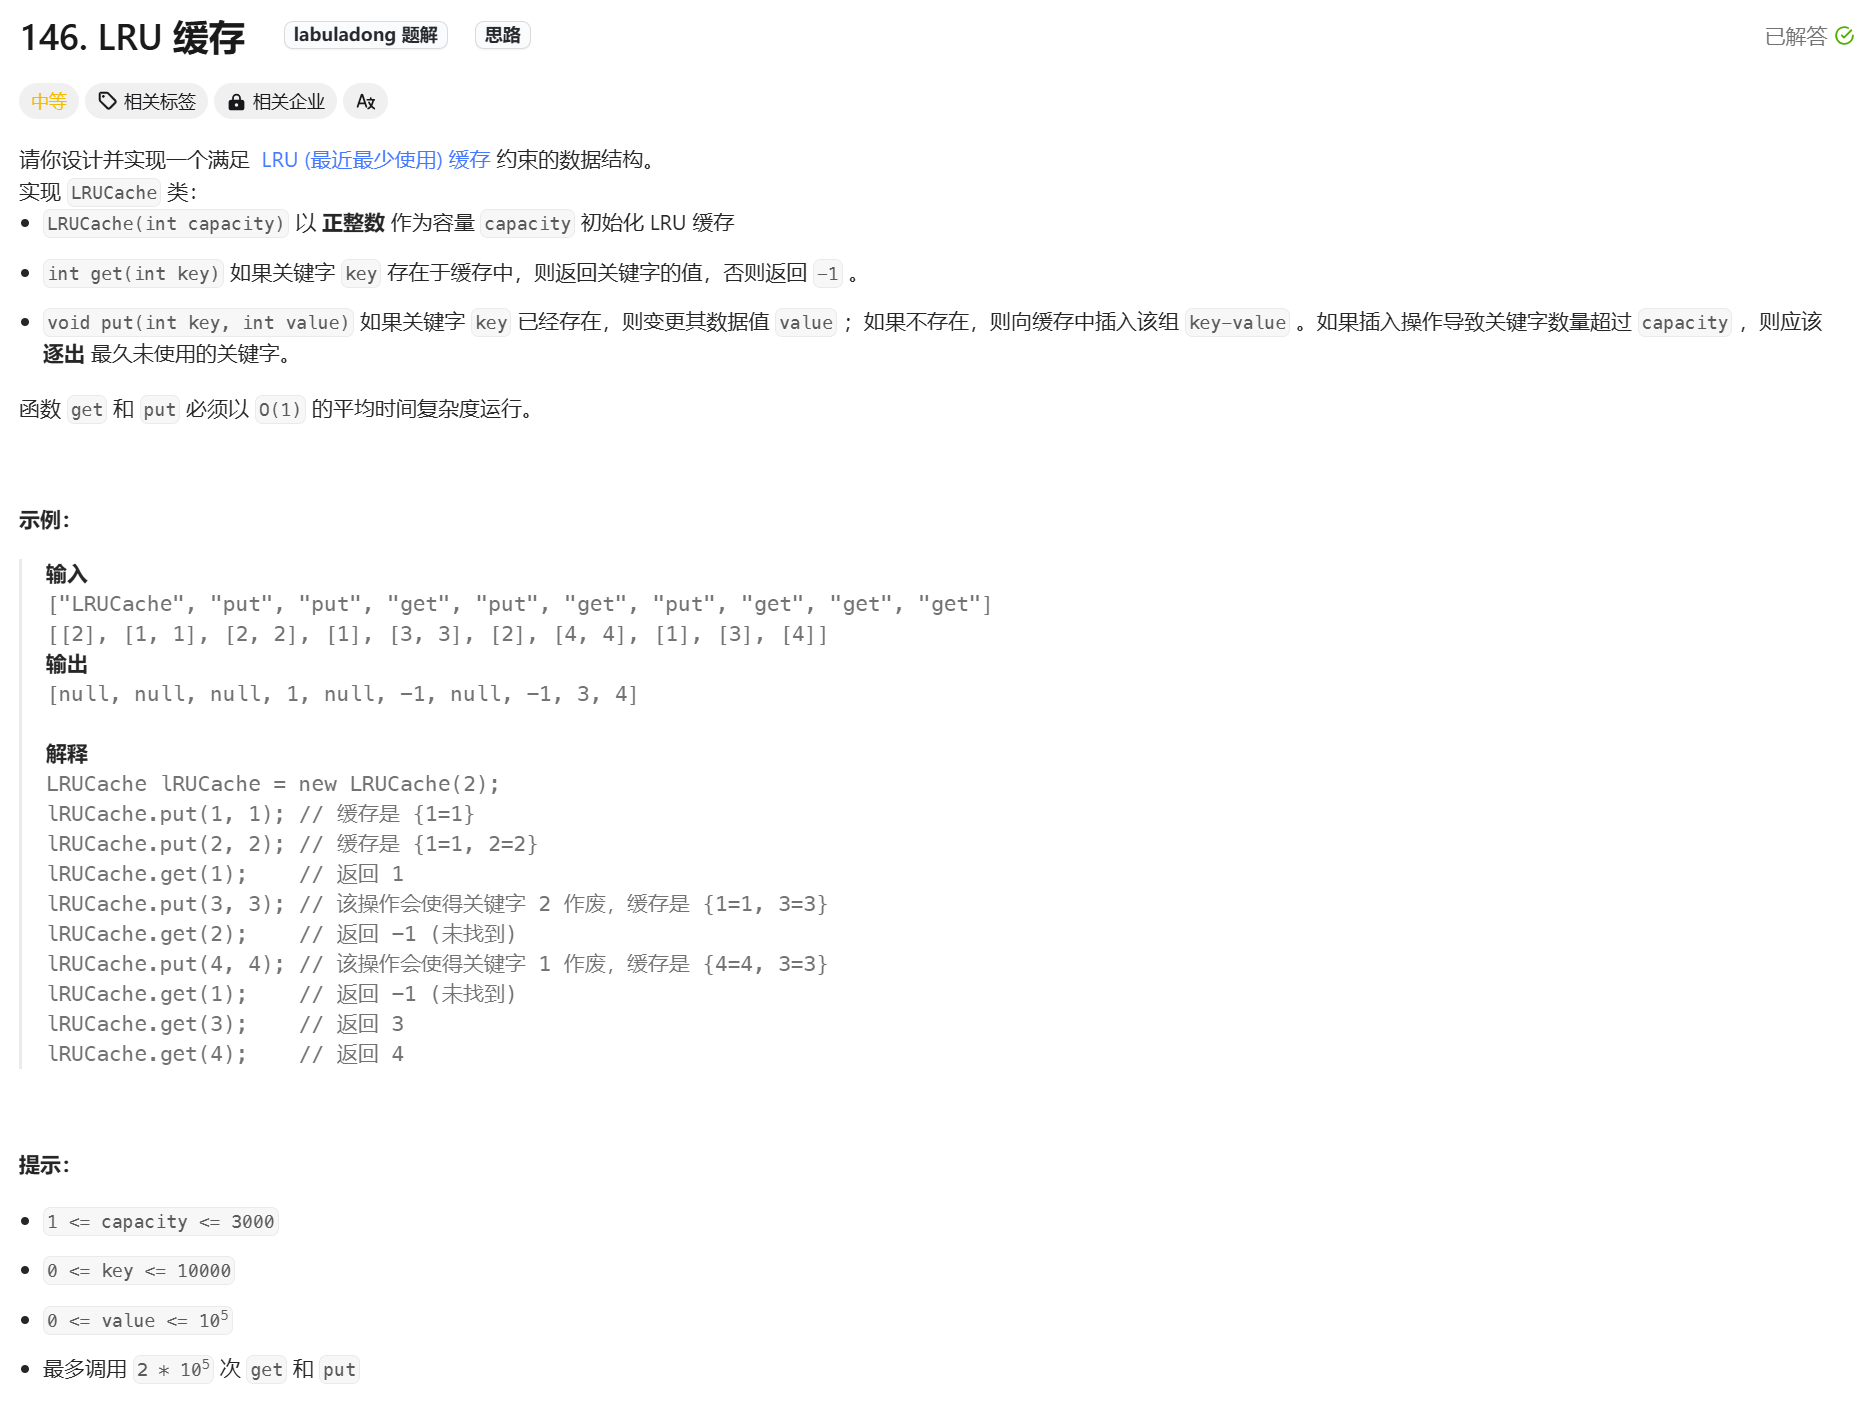 146. LRU 缓存 labuladong 题解 思路 已解答
中等 相关标签 相关企业 A文
请你设计并实现一个满足 LRU (最近最少使用) 缓存 约束的数据结构。
实现 LRUCache 类：
• LRUCache(int capacity) 以 正整数 作为容量 capacity 初始化 LRU 缓存
• int get(int key) 如果关键字 key 存在于缓存中，则返回关键字的值，否则返回 -1 。
• void put(int key, int value) 如果关键字 key 已经存在，则变更其数据值 value ；如果不存在，则向缓存中插入该组 key-value 。如果插入操作导致关键字数量超过 capacity ，则应该
逐出 最久未使用的关键字。
函数 get 和 put 必须以 O(1) 的平均时间复杂度运行。
示例：
输入
["LRUCache", "put", "put", "get", "put", "get", "put", "get", "get", "get"]
[[2], [1, 1], [2, 2], [1], [3, 3], [2], [4, 4], [1], [3], [4]]
输出
[null, null, null, 1, null, -1, null, -1, 3, 4]
解释
LRUCache lRUCache = new LRUCache(2);
lRUCache.put(1, 1); // 缓存是 {1=1}
lRUCache.put(2, 2); // 缓存是 {1=1, 2=2}
lRUCache.get(1);    // 返回 1
lRUCache.put(3, 3); // 该操作会使得关键字 2 作废，缓存是 {1=1, 3=3}
lRUCache.get(2);    // 返回 -1 (未找到)
lRUCache.put(4, 4); // 该操作会使得关键字 1 作废，缓存是 {4=4, 3=3}
lRUCache.get(1);    // 返回 -1 (未找到)
lRUCache.get(3);    // 返回 3
lRUCache.get(4);    // 返回 4
提示：
• 1 <= capacity <= 3000
• 0 <= key <= 10000
• 0 <= value <= 10⁵
• 最多调用 2 * 10⁵ 次 get 和 put